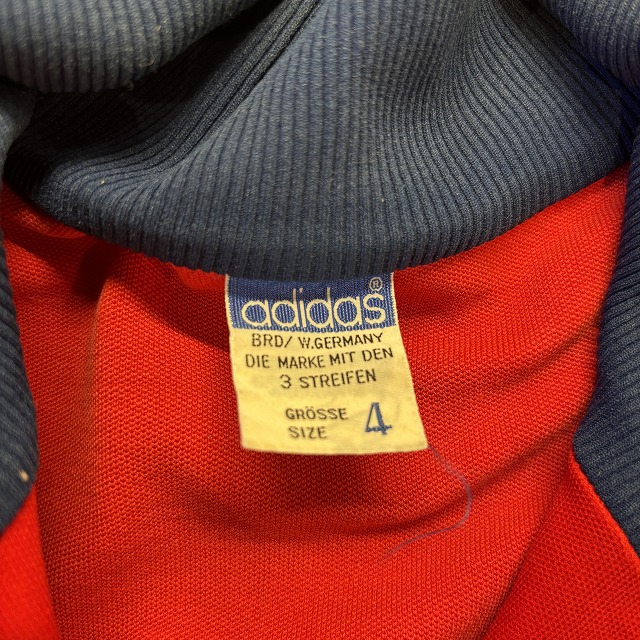 adidas®
BRD/ W.GERMANY
DIE MARKE MIT DEN
3 STREIFEN
GRÖSSE
SIZE 4